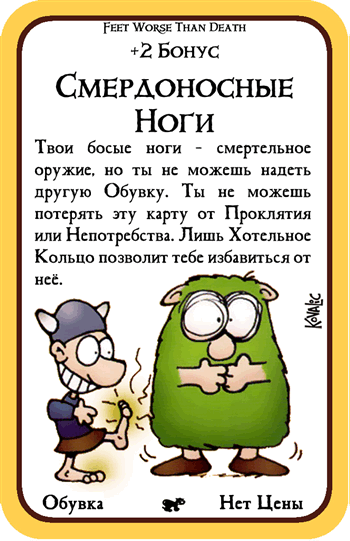 Feet Worse Than Death
+2 Бонус
Смердоносные
Ноги
Твои босые ноги - смертельное
оружие, но ты не можешь надеть
другую Обувку. Ты не можешь
потерять эту карту от Проклятия
или Непотребства. Лишь Хотельное
Кольцо позволит тебе избавиться от
неё.
Kovalic
Обувка
Нет Цены